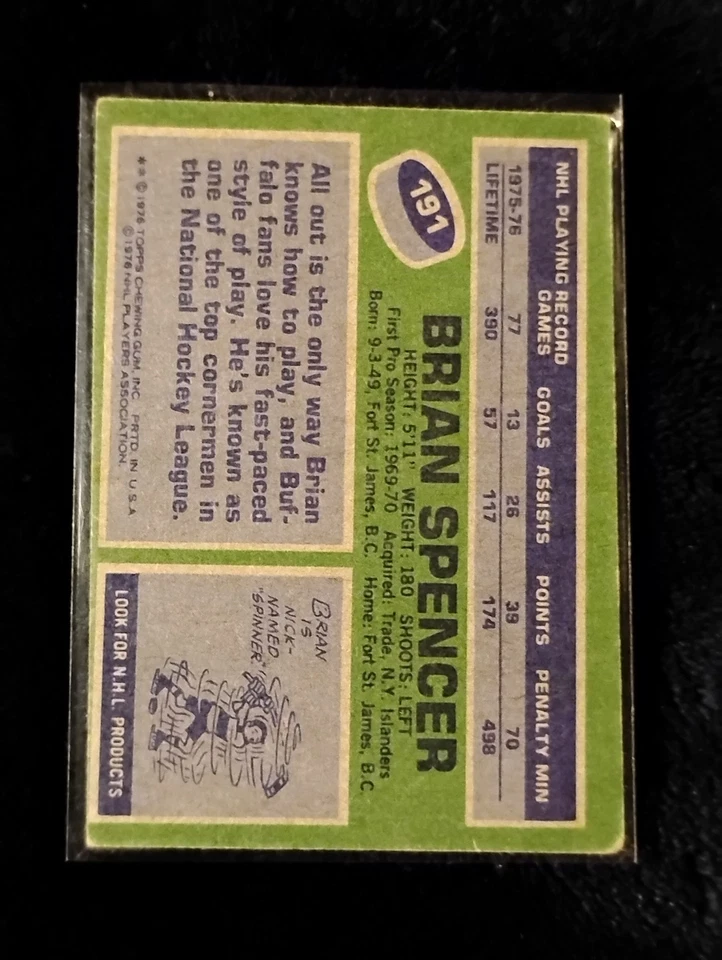 NHL PLAYING RECORD
GAMES GOALS ASSISTS POINTS PENALTY MIN
1975-76 77 13 26 39 70
LIFETIME 390 57 117 174 498
191
BRIAN SPENCER
HEIGHT: 5'11" WEIGHT: 180 SHOOTS: LEFT
First Pro Season: 1969-70 Acquired: Trade, N.Y. Islanders
Born: 9-3-49, Fort St. James, B.C. Home: Fort St. James, B.C.
All out is the only way Brian
knows how to play, and Buf-
falo fans love his fast-paced
style of play. He's known as
one of the top cornermen in
the National Hockey League.
** © 1976 TOPPS CHEWING GUM, INC. PRTD. IN U.S.A
© 1976 NHL PLAYERS ASSOCIATION.
BRIAN
IS
NICK-
NAMED
"SPINNER."
LOOK FOR N.H.L. PRODUCTS